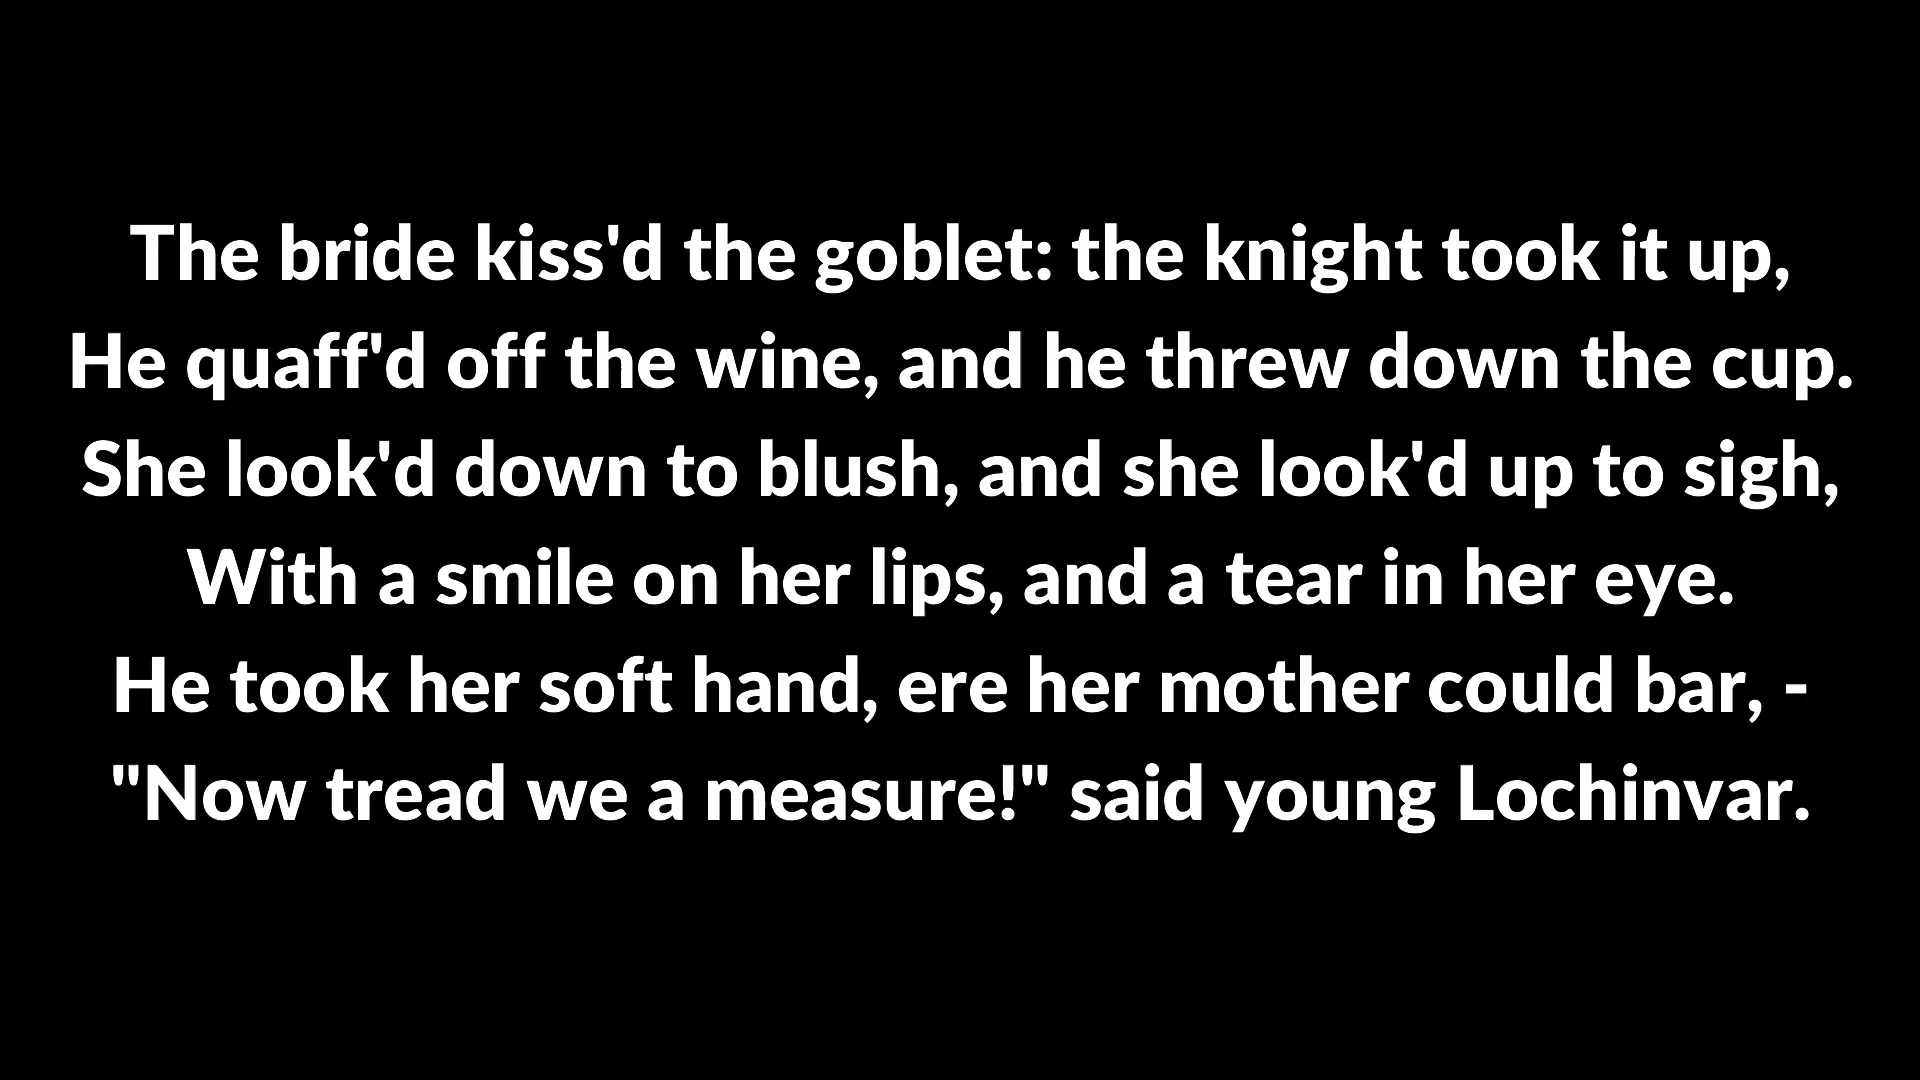 The bride kiss'd the goblet: the knight took it up,
He quaff'd off the wine, and he threw down the cup.
She look'd down to blush, and she look'd up to sigh,
With a smile on her lips, and a tear in her eye.
He took her soft hand, ere her mother could bar, -
"Now tread we a measure!" said young Lochinvar.